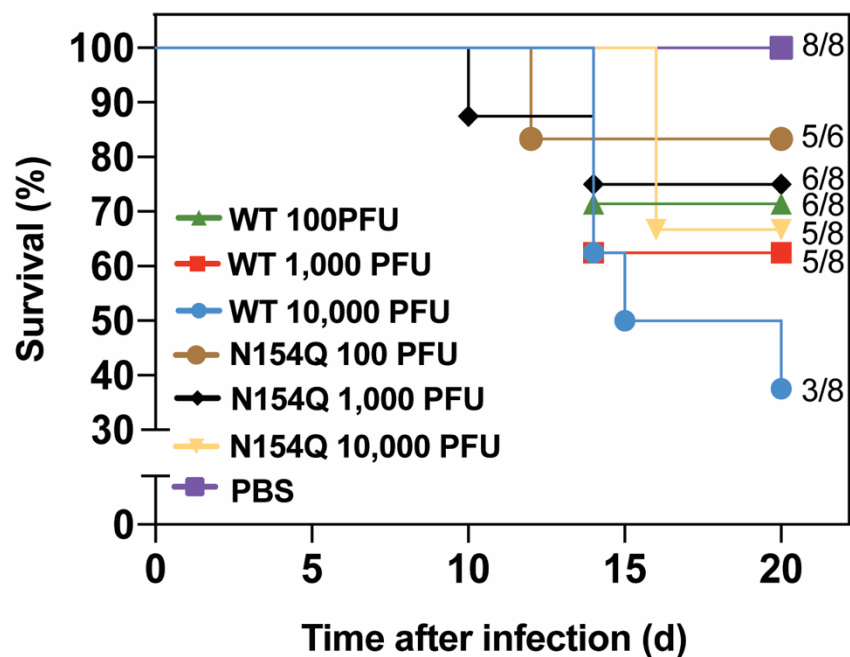 Survival (%)
100
90
80
70
60
50
40
30
0
WT 100PFU
WT 1,000 PFU
WT 10,000 PFU
N154Q 100 PFU
N154Q 1,000 PFU
N154Q 10,000 PFU
PBS
8/8
5/6
6/8
6/8
5/8
5/8
3/8
0 5 10 15 20
Time after infection (d)